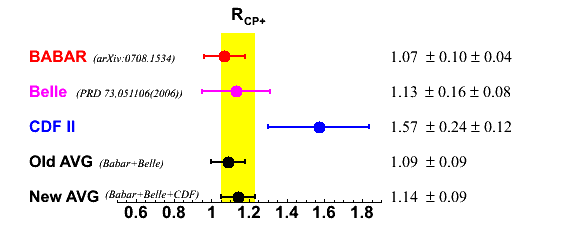 R_CP+
BABAR (arXiv:0708.1534) 1.07 ± 0.10 ± 0.04
Belle (PRD 73,051106(2006)) 1.13 ± 0.16 ± 0.08
CDF II 1.57 ± 0.24 ± 0.12
Old AVG (Babar+Belle) 1.09 ± 0.09
New AVG (Babar+Belle+CDF) 1.14 ± 0.09
0.6 0.8 1 1.2 1.4 1.6 1.8